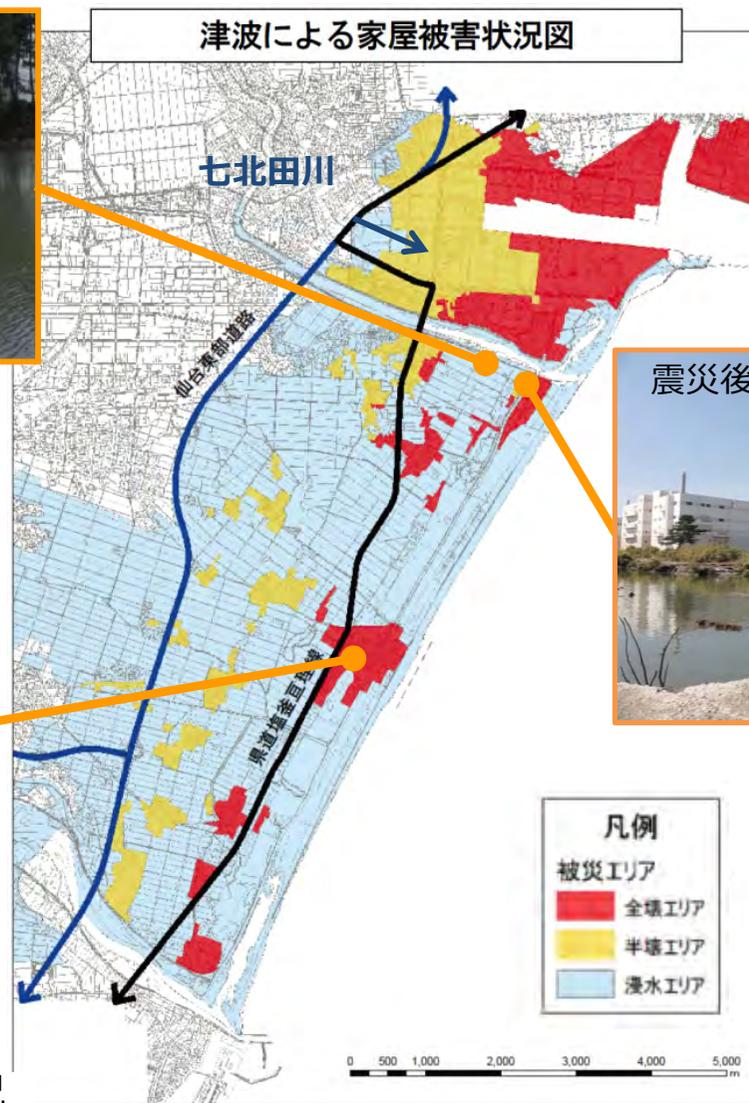 津波による家屋被害状況図
七北田川
仙台東部道路
震災後
県道塩釜亘理線
凡例
被災エリア
全壊エリア
半壊エリア
浸水エリア
0 500 1,000 2,000 3,000 4,000 5,000
m